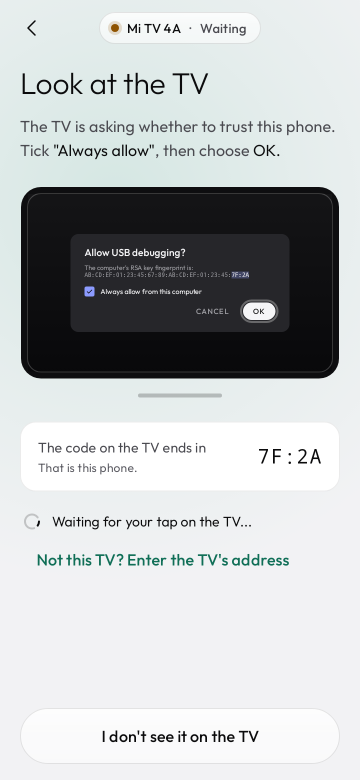 Mi TV 4A · Waiting
Look at the TV
The TV is asking whether to trust this phone.
Tick "Always allow", then choose OK.
Allow USB debugging?
The computer's RSA key fingerprint is:
AB:CD:EF:01:23:45:67:89:AB:CD:EF:01:23:45:7F:2A
Always allow from this computer
CANCEL OK
The code on the TV ends in
That is this phone.
7F:2A
Waiting for your tap on the TV...
Not this TV? Enter the TV's address
I don't see it on the TV